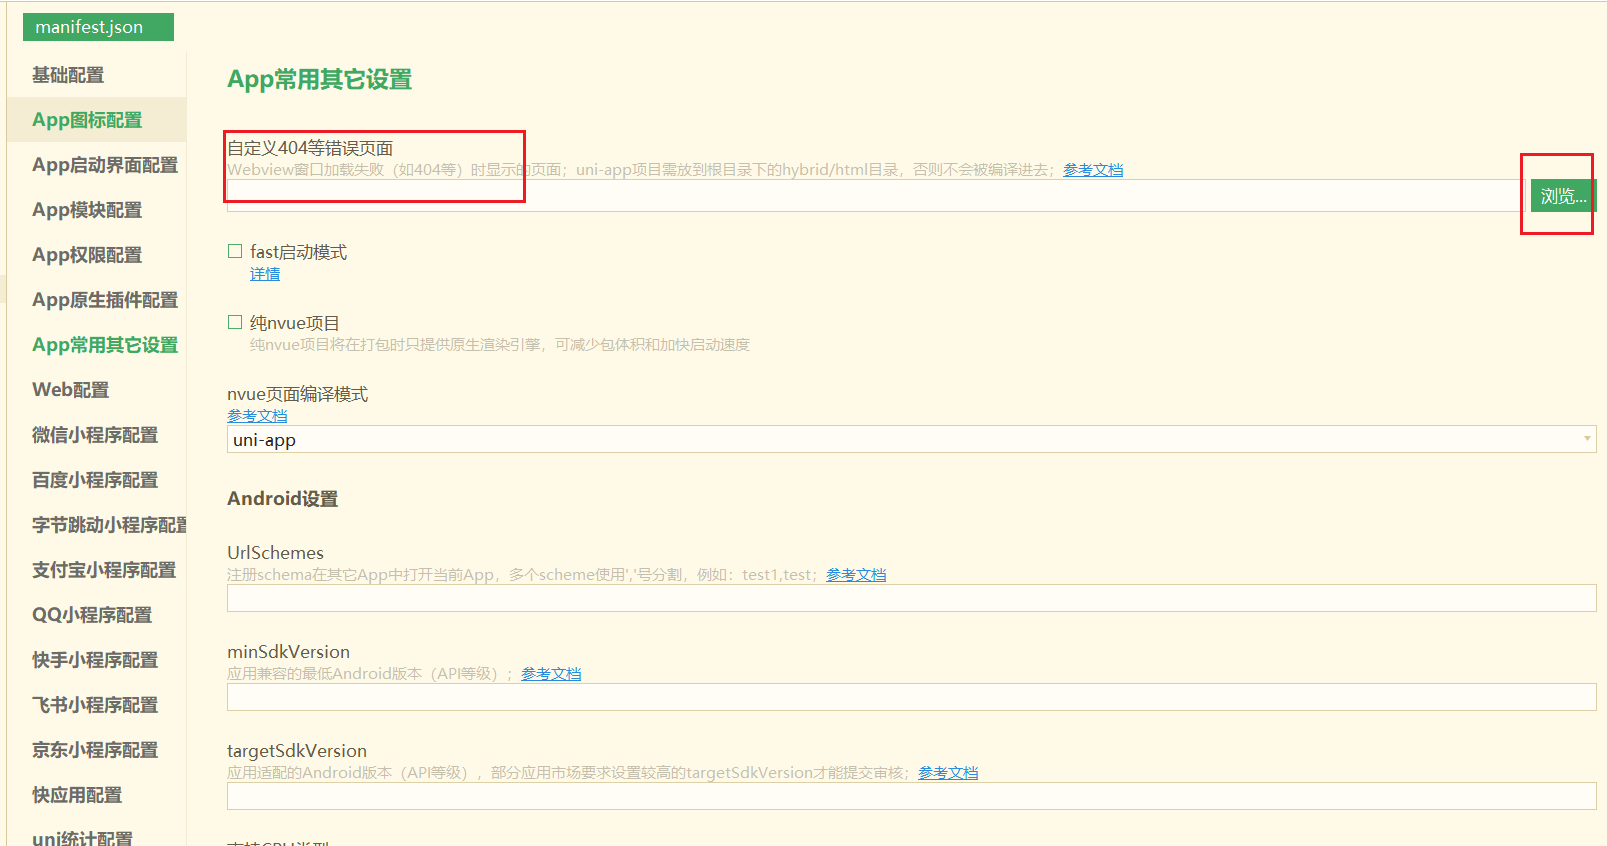 manifest.json
基础配置
App图标配置
App启动界面配置
App模块配置
App权限配置
App原生插件配置
App常用其它设置
Web配置
微信小程序配置
百度小程序配置
字节跳动小程序配置
支付宝小程序配置
QQ小程序配置
快手小程序配置
飞书小程序配置
京东小程序配置
快应用配置
uni统计配置
App常用其它设置
自定义404等错误页面
Webview窗口加载失败（如404等）时显示的页面；uni-app项目需放到根目录下的hybrid/html目录，否则不会被编译进去；参考文档
浏览...
fast启动模式
详情
纯nvue项目
纯nvue项目将在打包时只提供原生渲染引擎，可减少包体积和加快启动速度
nvue页面编译模式
参考文档
uni-app
Android设置
UrlSchemes
注册schema在其它App中打开当前App，多个scheme使用','号分割，例如：test1,test；参考文档
minSdkVersion
应用兼容的最低Android版本（API等级）；参考文档
targetSdkVersion
应用适配的Android版本（API等级），部分应用市场要求设置较高的targetSdkVersion才能提交审核；参考文档
支持CPU类型